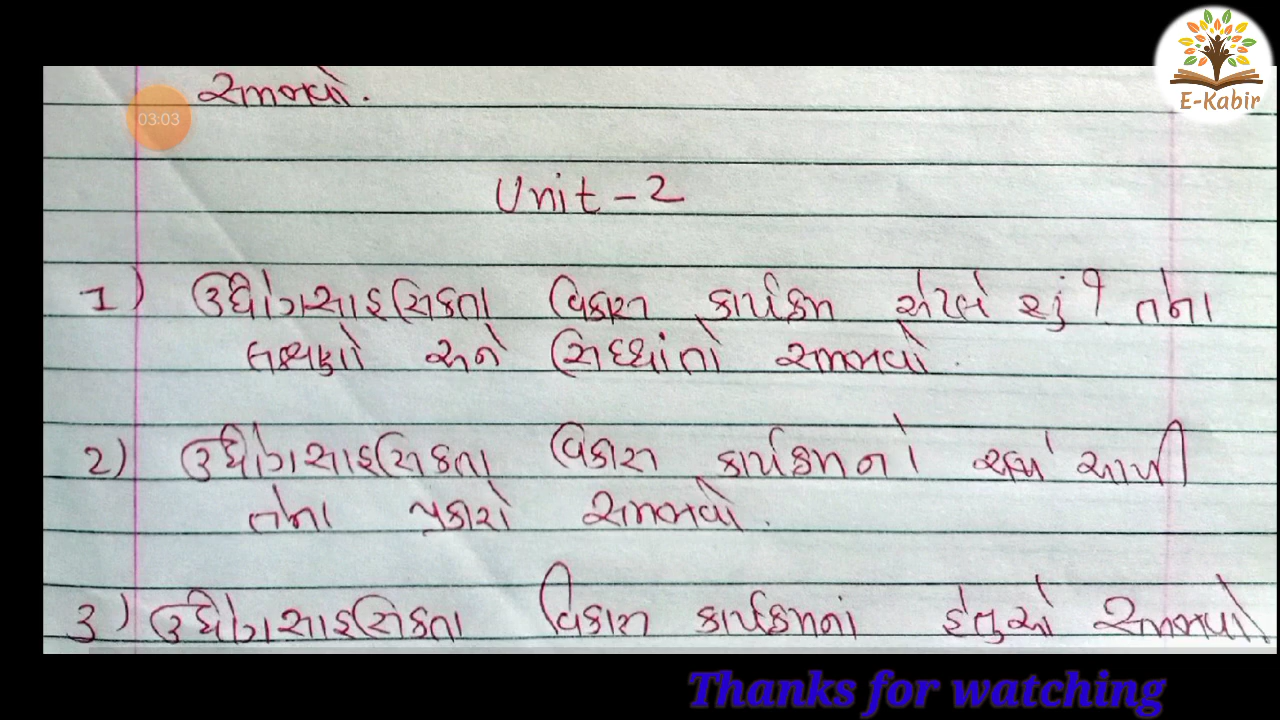 E-Kabir
સમજાવો.
03:03
Unit - 2
1) ઉદ્યોગસાહસિકતા વિકાસ કાર્યક્રમ એટલે શું? તેના
લક્ષણો અને સિધ્ધાંતો સમજાવો.
2) ઉદ્યોગસાહસિકતા વિકાસ કાર્યક્રમનો અર્થ આપી
તેના પ્રકારો સમજાવો.
3) ઉદ્યોગસાહસિકતા વિકાસ કાર્યક્રમનાં હેતુઓ સમજાવો
Thanks for watching